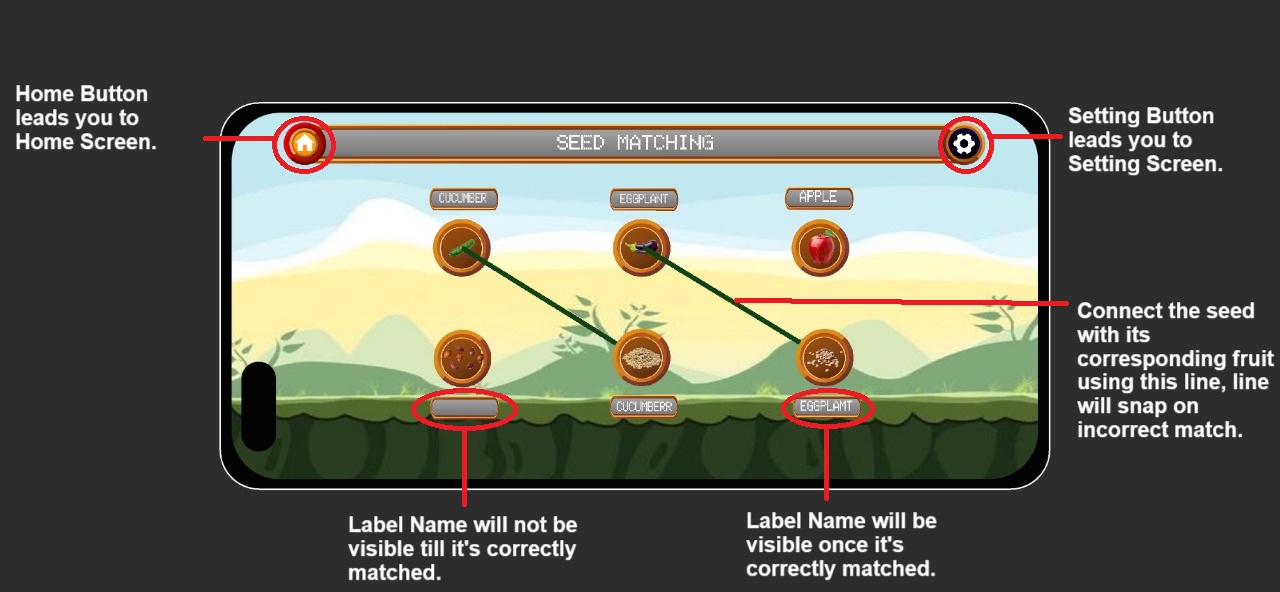 Home Button
leads you to
Home Screen.
Setting Button
leads you to
Setting Screen.
SEED MATCHING
CUCUMBER
EGGPLANT
APPLE
Connect the seed
with its
corresponding fruit
using this line, line
will snap on
incorrect match.
CUCUMBERR
EGGPLAMT
Label Name will not be
visible till it's correctly
matched.
Label Name will be
visible once it's
correctly matched.